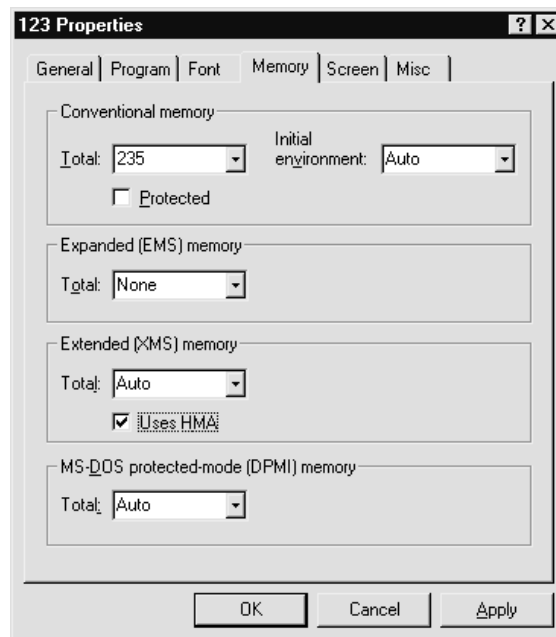 123 Properties
General Program Font Memory Screen Misc
Conventional memory
Total: 235
Initial environment: Auto
Protected
Expanded (EMS) memory
Total: None
Extended (XMS) memory
Total: Auto
Uses HMA
MS-DOS protected-mode (DPMI) memory
Total: Auto
OK Cancel Apply